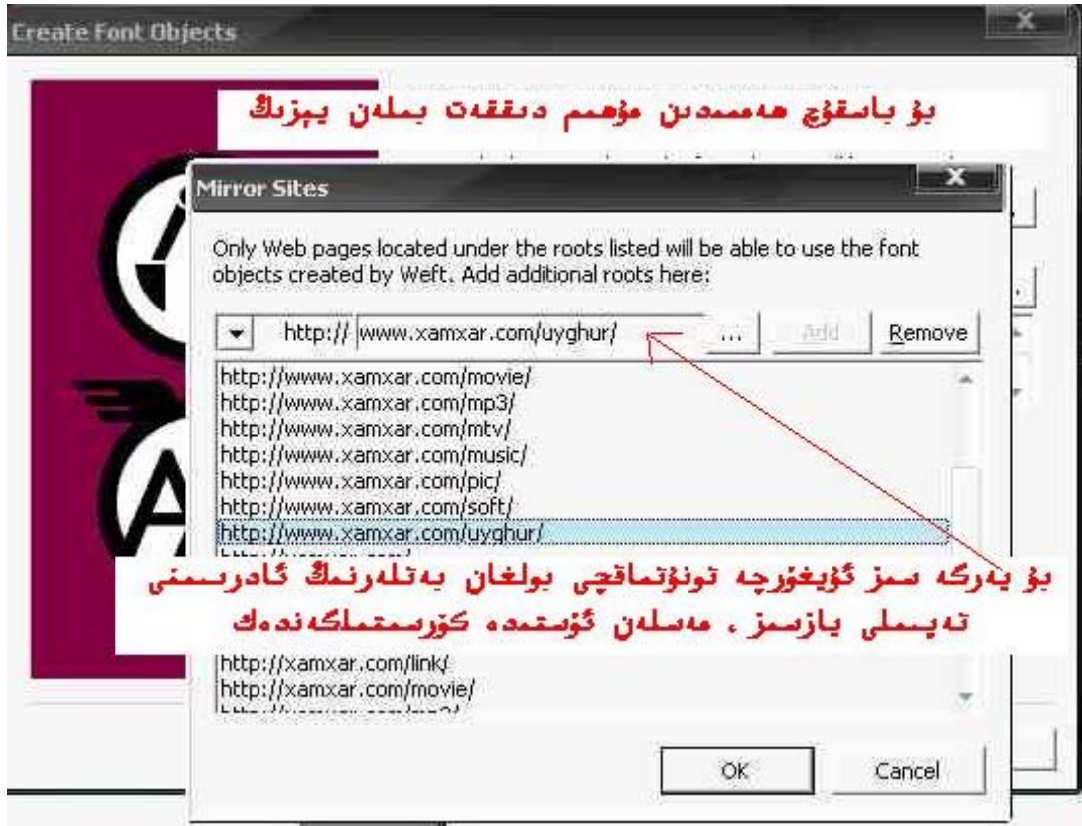 Create Font Objects
بۇ باسقۇچ ھەممىدىن مۇھىم دىققەت بىلەن يېزىڭ
Mirror Sites
Only Web pages located under the roots listed will be able to use the font
objects created by Weft. Add additional roots here:
http:// www.xamxar.com/uyghur/ ... Add Remove
http://www.xamxar.com/movie/
http://www.xamxar.com/mp3/
http://www.xamxar.com/mtv/
http://www.xamxar.com/music/
http://www.xamxar.com/pic/
http://www.xamxar.com/soft/
http://www.xamxar.com/uyghur/
بۇ يەرگە سىز ئۇيغۇرچە تونۇتماقچى بولغان بەتلەرنىڭ ئادرىسىنى
تەپسىلى يازسىز ، مەسلەن ئۈستىدە كۆرسىتىلگەندەك
http://xamxar.com/link/
http://xamxar.com/movie/
OK Cancel